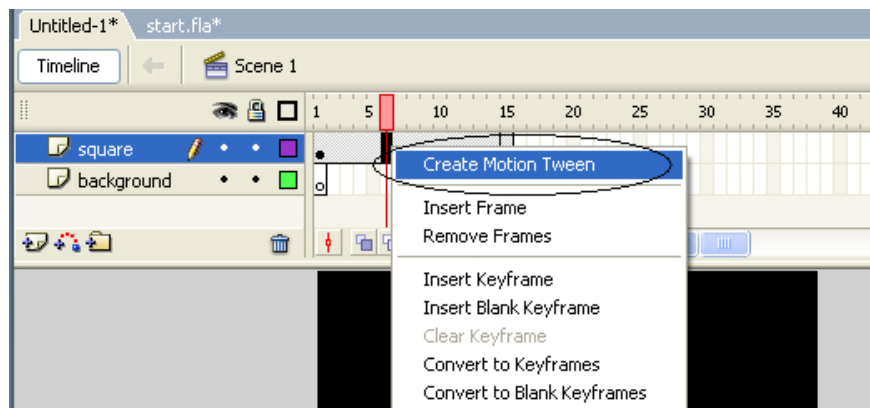 Untitled-1* start.fla*
Timeline Scene 1
1 5 10 15 20 25 30 35 40
square
Create Motion Tween
background
Insert Frame
Remove Frames
Insert Keyframe
Insert Blank Keyframe
Clear Keyframe
Convert to Keyframes
Convert to Blank Keyframes